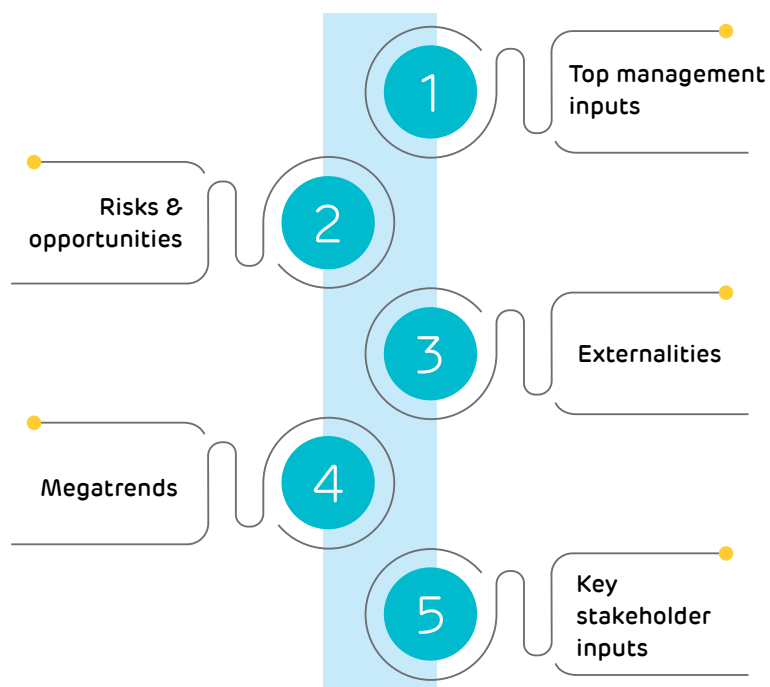 1
Top management
inputs
2
Risks &
opportunities
3
Externalities
4
Megatrends
5
Key
stakeholder
inputs